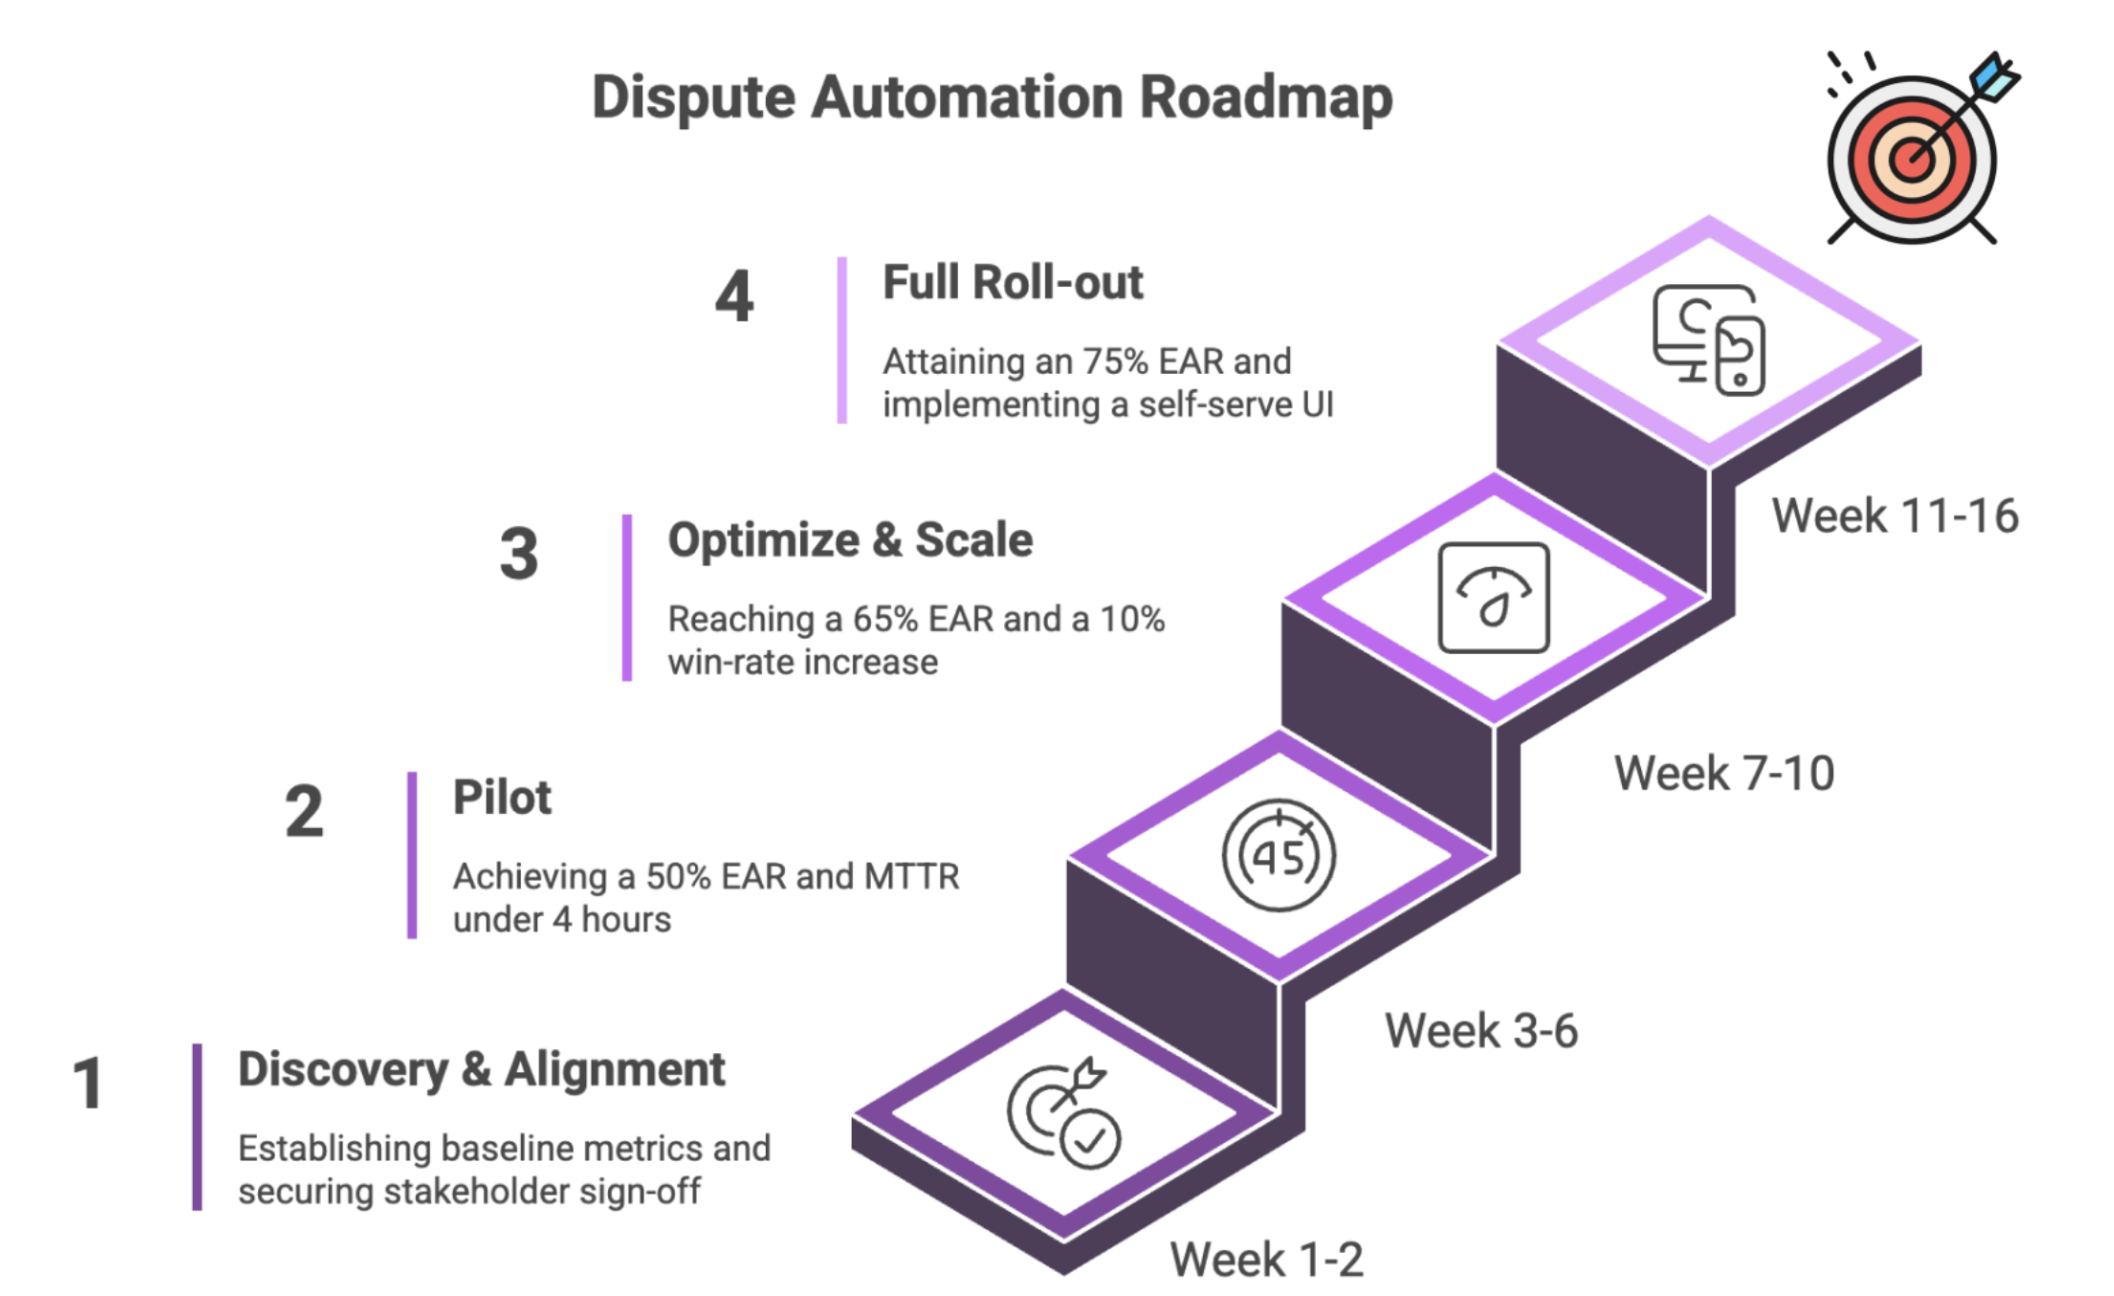 Dispute Automation Roadmap
4
Full Roll-out
Attaining an 75% EAR and
implementing a self-serve UI
Week 11-16
3
Optimize & Scale
Reaching a 65% EAR and a 10%
win-rate increase
Week 7-10
2
Pilot
Achieving a 50% EAR and MTTR
under 4 hours
45
Week 3-6
1
Discovery & Alignment
Establishing baseline metrics and
securing stakeholder sign-off
Week 1-2